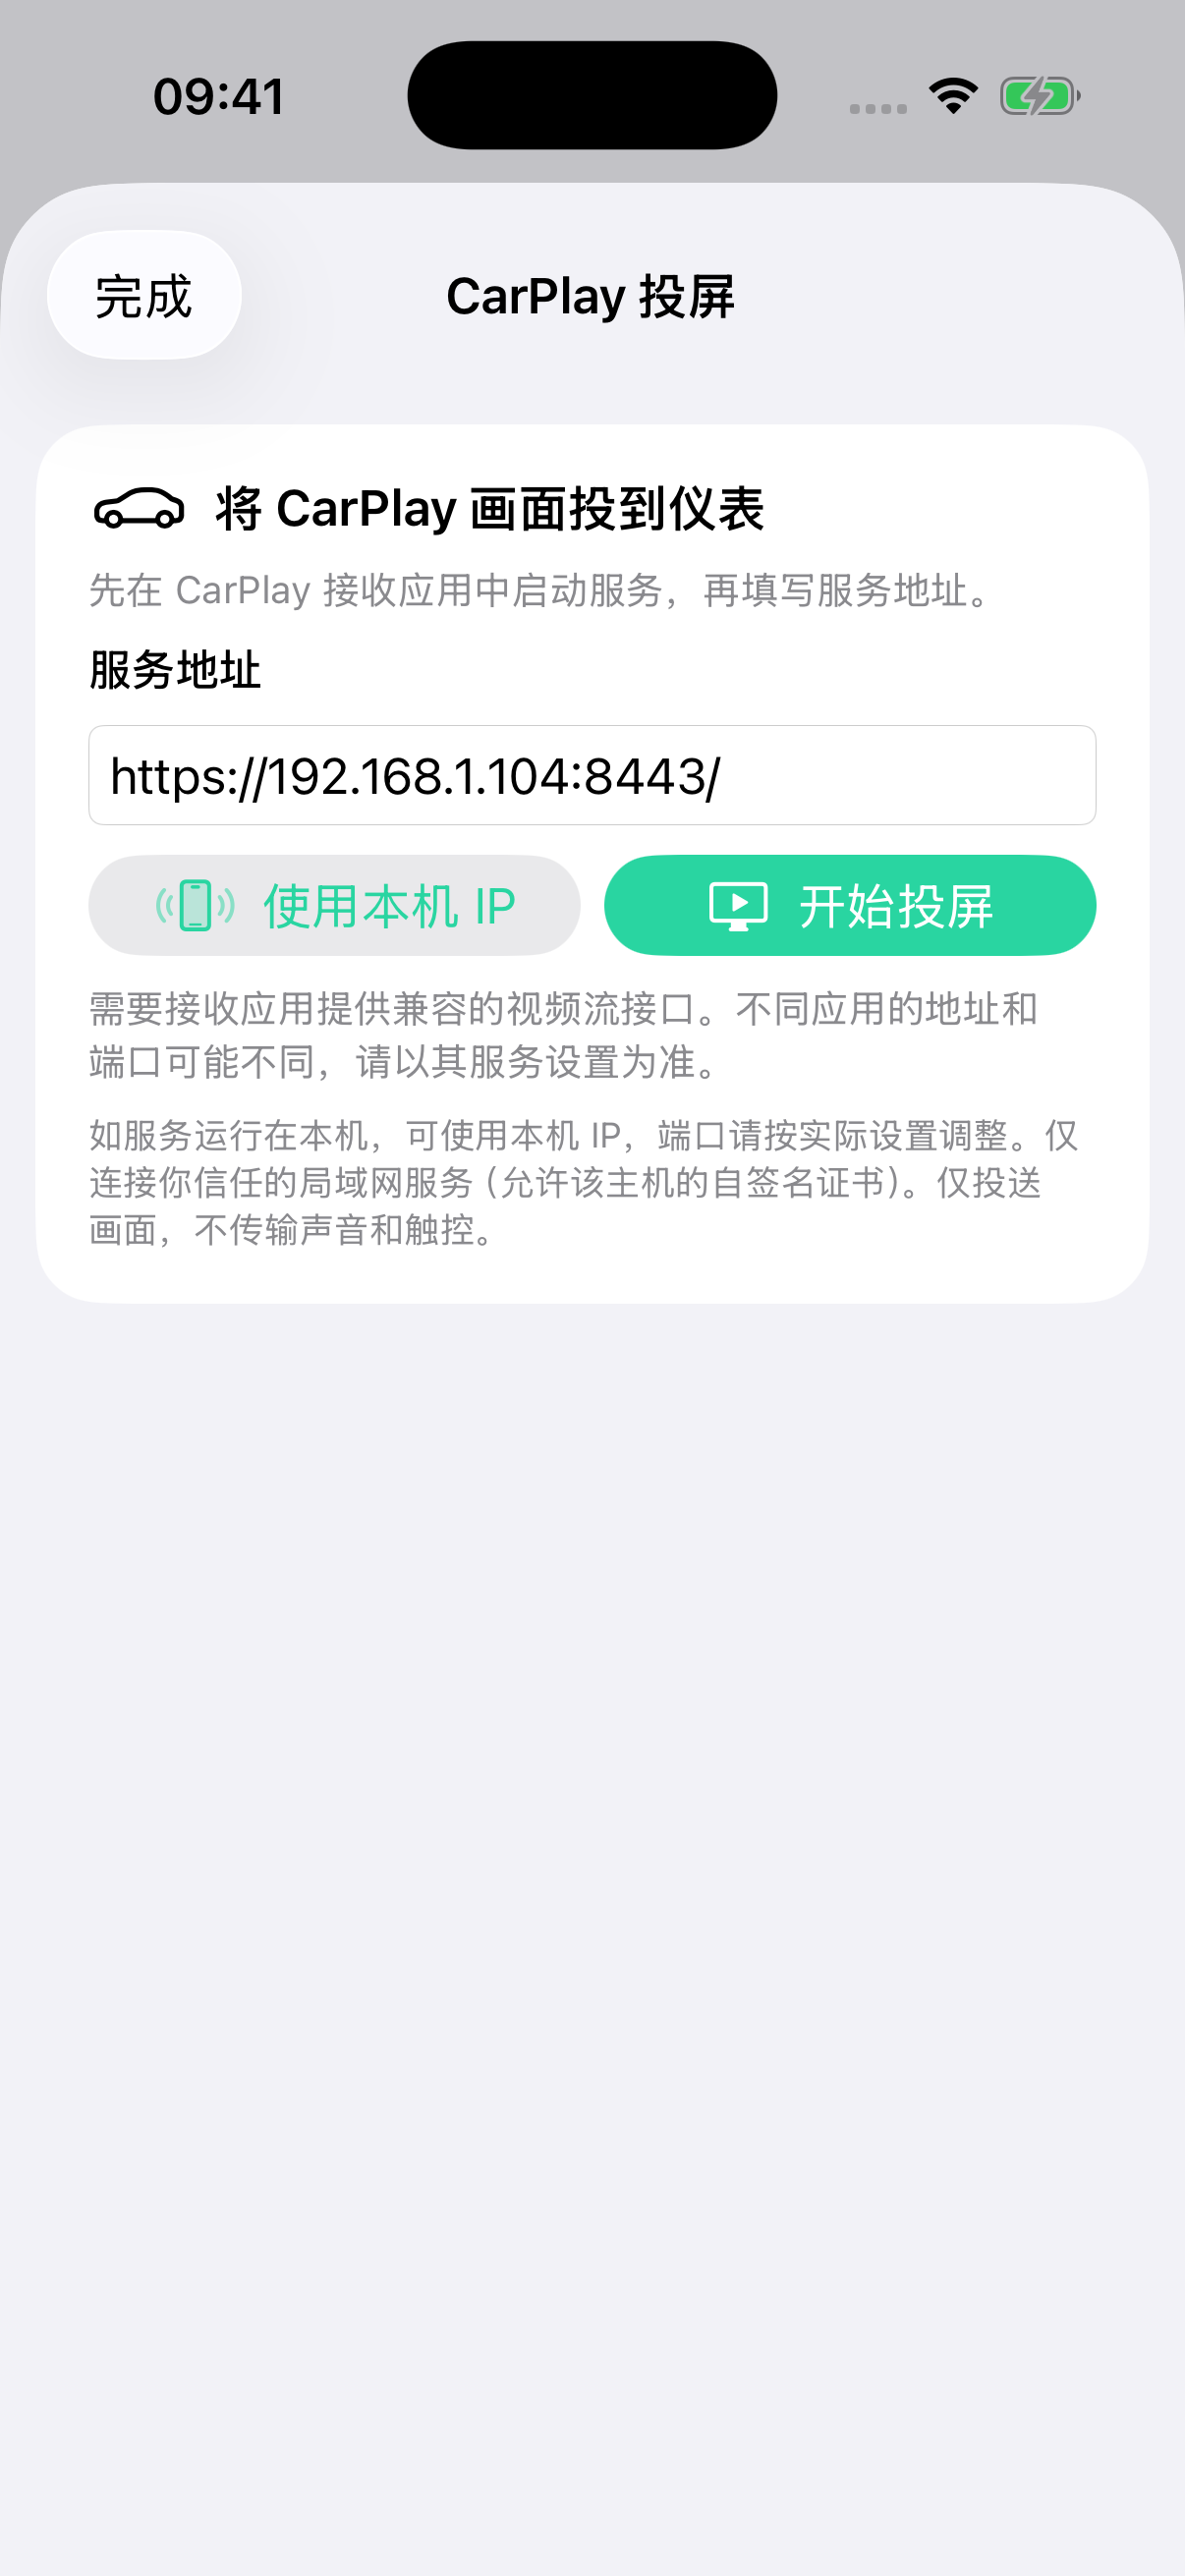 09:41
完成
CarPlay 投屏
将 CarPlay 画面投到仪表
先在 CarPlay 接收应用中启动服务，再填写服务地址。
服务地址
https://192.168.1.104:8443/
使用本机 IP
开始投屏
需要接收应用提供兼容的视频流接口。不同应用的地址和
端口可能不同，请以其服务设置为准。
如服务运行在本机，可使用本机 IP，端口请按实际设置调整。仅
连接你信任的局域网服务（允许该主机的自签名证书）。仅投送
画面，不传输声音和触控。